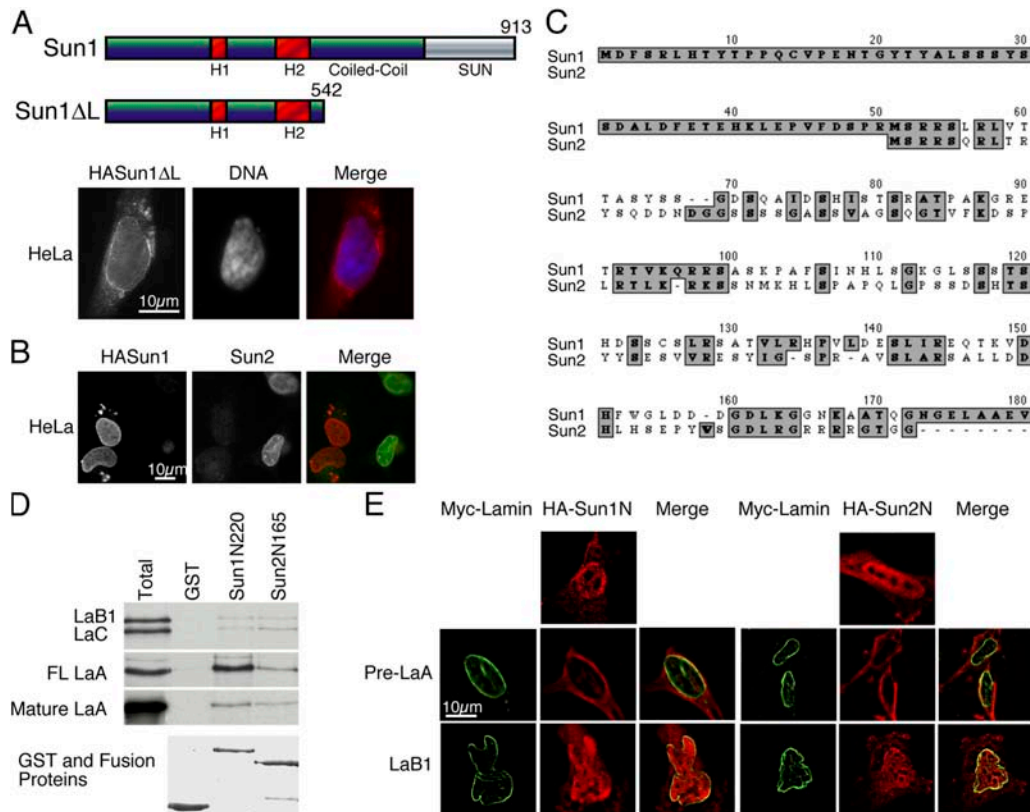 A
913
Sun1
H1 H2 Coiled-Coil SUN
542
Sun1ΔL
H1 H2
HASun1ΔL DNA Merge
HeLa
10μm
B
HASun1 Sun2 Merge
HeLa
10μm
C
10 20 30
Sun1 M D F S R L H T Y T P P Q C V P E N T G Y T Y A L S S S Y S
Sun2
40 50 60
Sun1 S D A L D F E T E H K L E P V F D S P R M S R R S L R L V T
Sun2 M S R R S Q R L T R
70 80 90
Sun1 T A S Y S S - - G D S Q A I D S H I S T S R A T P A K G R E
Sun2 Y S Q D D N D G G S S S S G A S S V A G S Q G T V F K D S P
100 110 120
Sun1 T R T V K Q R R S A S K P A F S I N H L S G K G L S S S T S
Sun2 L R T L K - R K S S N M K H L S P A P Q L G P S S D S H T S
130 140 150
Sun1 H D S S C S L R S A T V L R H P V L D E S L I R E Q T K V D
Sun2 Y Y S E S V V R E S Y I G - S P R - A V S L A R S A L L D D
160 170 180
Sun1 H F W G L D D - D G D L K G G N K A A T Q G N G E L A A E V
Sun2 H L H S E P Y V S G D L R G R R R R G T G G - - - - - - - -
D
Total GST Sun1N220 Sun2N165
LaB1
LaC
FL LaA
Mature LaA
GST and Fusion
Proteins
E
Myc-Lamin HA-Sun1N Merge Myc-Lamin HA-Sun2N Merge
Pre-LaA
10μm
LaB1